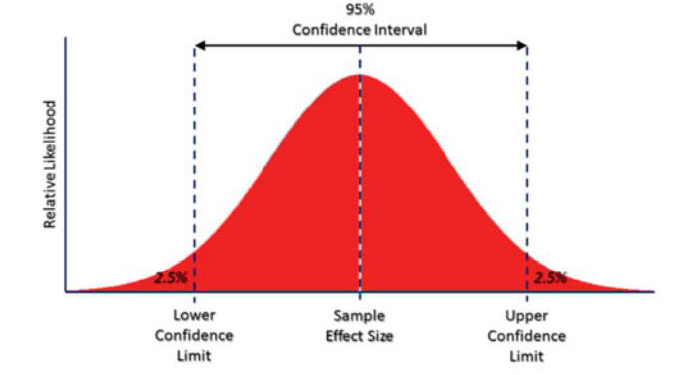 95%
Confidence Interval
Relative Likelihood
2.5%
2.5%
Lower
Confidence
Limit
Sample
Effect Size
Upper
Confidence
Limit